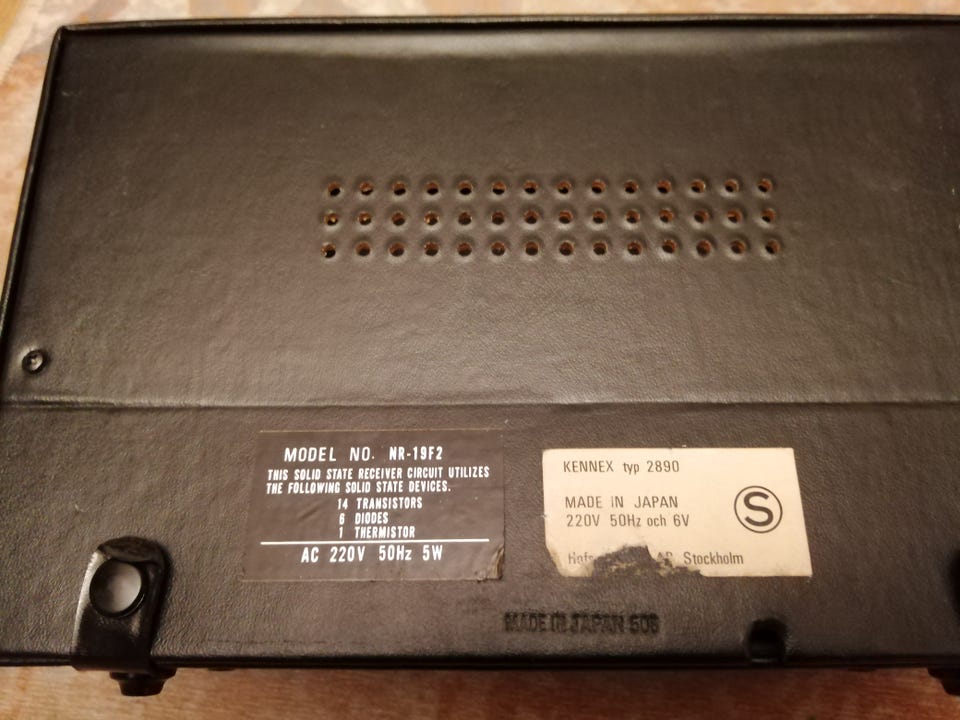 MODEL NO. NR-19F2
THIS SOLID STATE RECEIVER CIRCUIT UTILIZES
THE FOLLOWING SOLID STATE DEVICES.
14 TRANSISTORS
6 DIODES
1 THERMISTOR
AC 220V 50Hz 5W
KENNEX typ 2890
MADE IN JAPAN
220V 50Hz och 6V
S
AB Stockholm
MADE IN JAPAN 508